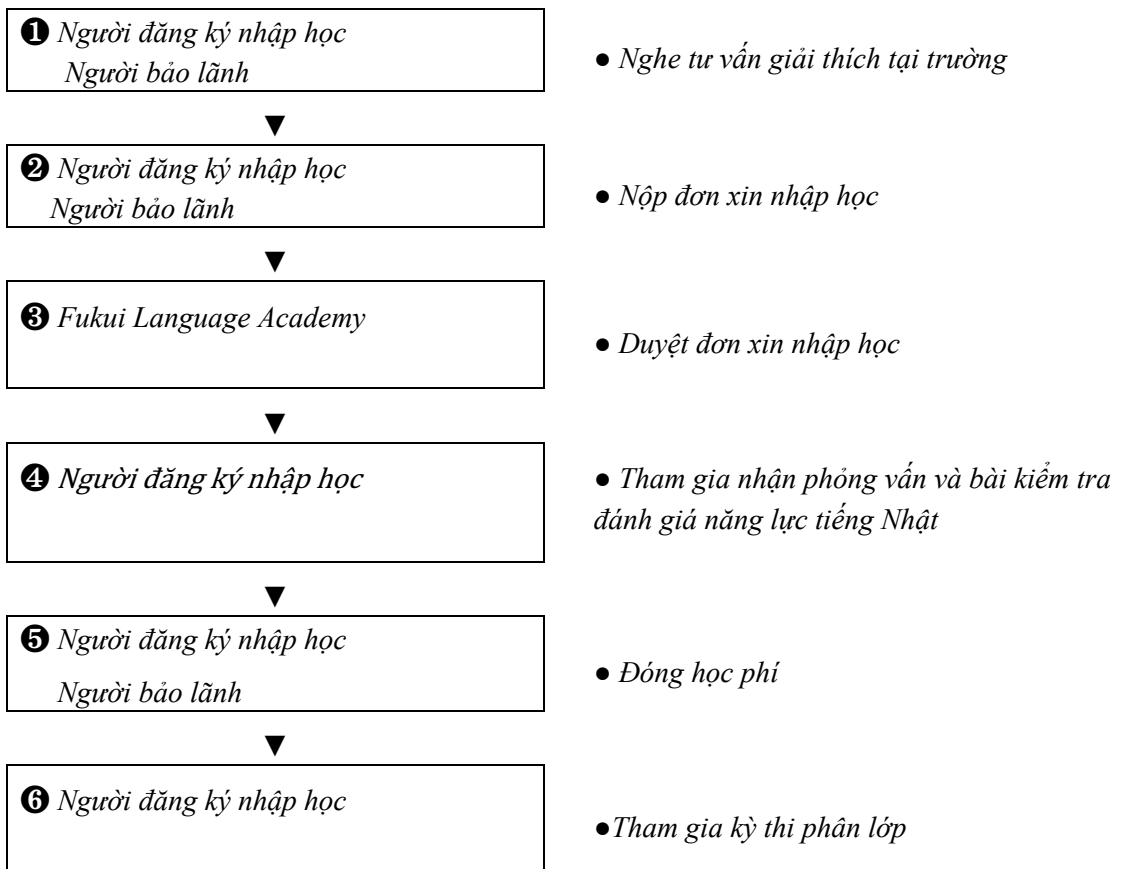 ❶ Người đăng ký nhập học
Người bảo lãnh
● Nghe tư vấn giải thích tại trường
▼
❷ Người đăng ký nhập học
Người bảo lãnh
● Nộp đơn xin nhập học
▼
❸ Fukui Language Academy
● Duyệt đơn xin nhập học
▼
❹ Người đăng ký nhập học
● Tham gia nhận phỏng vấn và bài kiểm tra
đánh giá năng lực tiếng Nhật
▼
❺ Người đăng ký nhập học
Người bảo lãnh
● Đóng học phí
▼
❻ Người đăng ký nhập học
●Tham gia kỳ thi phân lớp